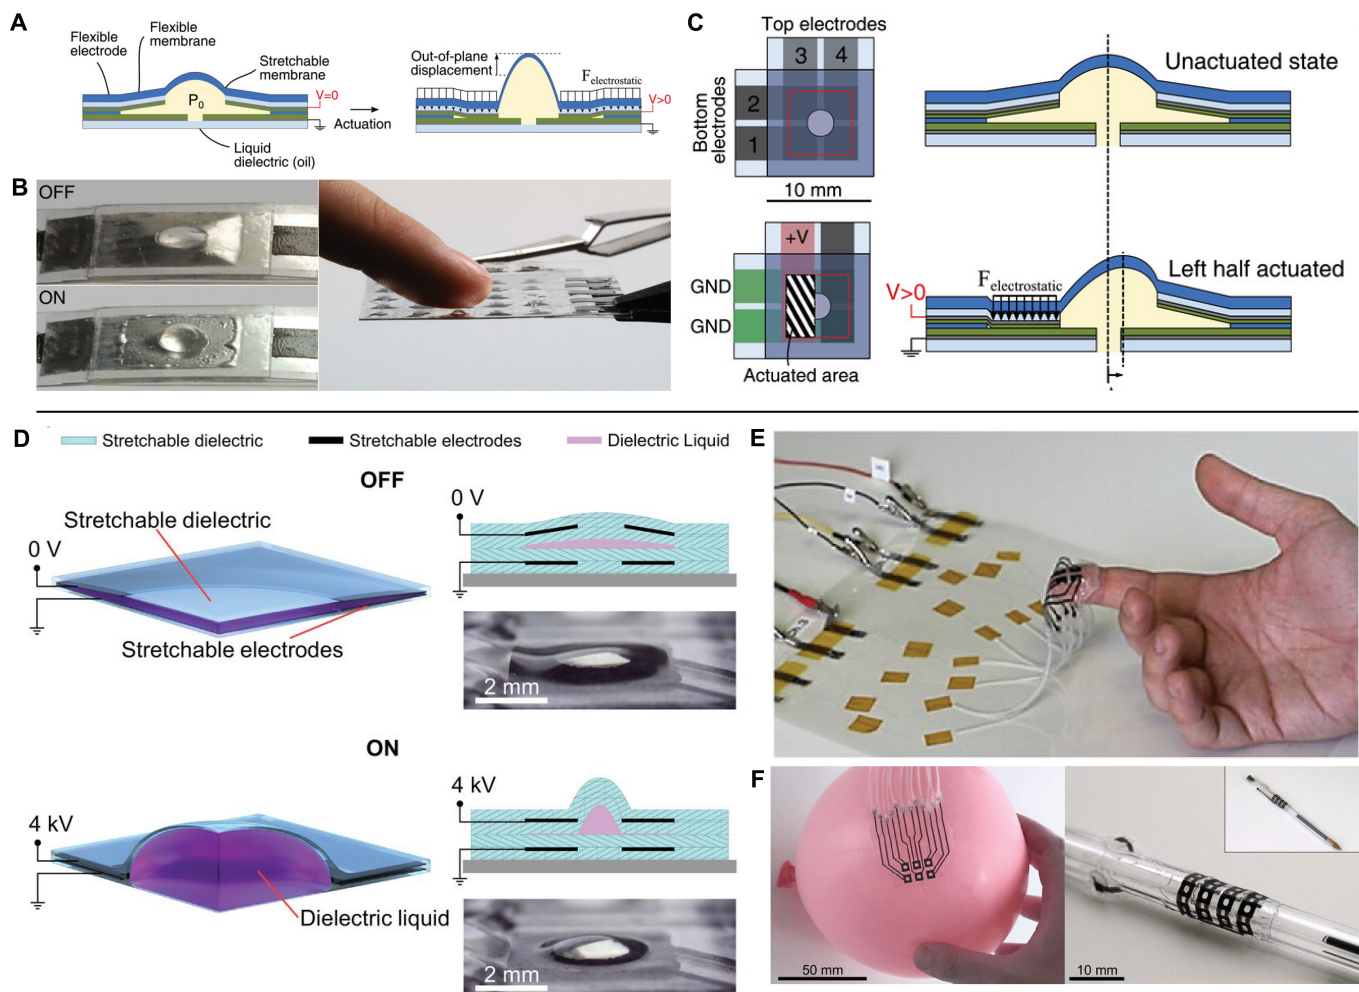 A
Flexible
electrode
Flexible
membrane
Stretchable
membrane
P0
V=0
Actuation
Liquid
dielectric (oil)
Out-of-plane
displacement
Felectrostatic
V>0
B
OFF
ON
C
Top electrodes
3 4
Bottom
electrodes
2
1
10 mm
Unactuated state
+V
GND
GND
Actuated area
Left half actuated
Felectrostatic
V>0
D
Stretchable dielectric
Stretchable electrodes
Dielectric Liquid
OFF
0 V
Stretchable dielectric
Stretchable electrodes
0 V
2 mm
ON
4 kV
Dielectric liquid
4 kV
2 mm
E
F
50 mm
10 mm